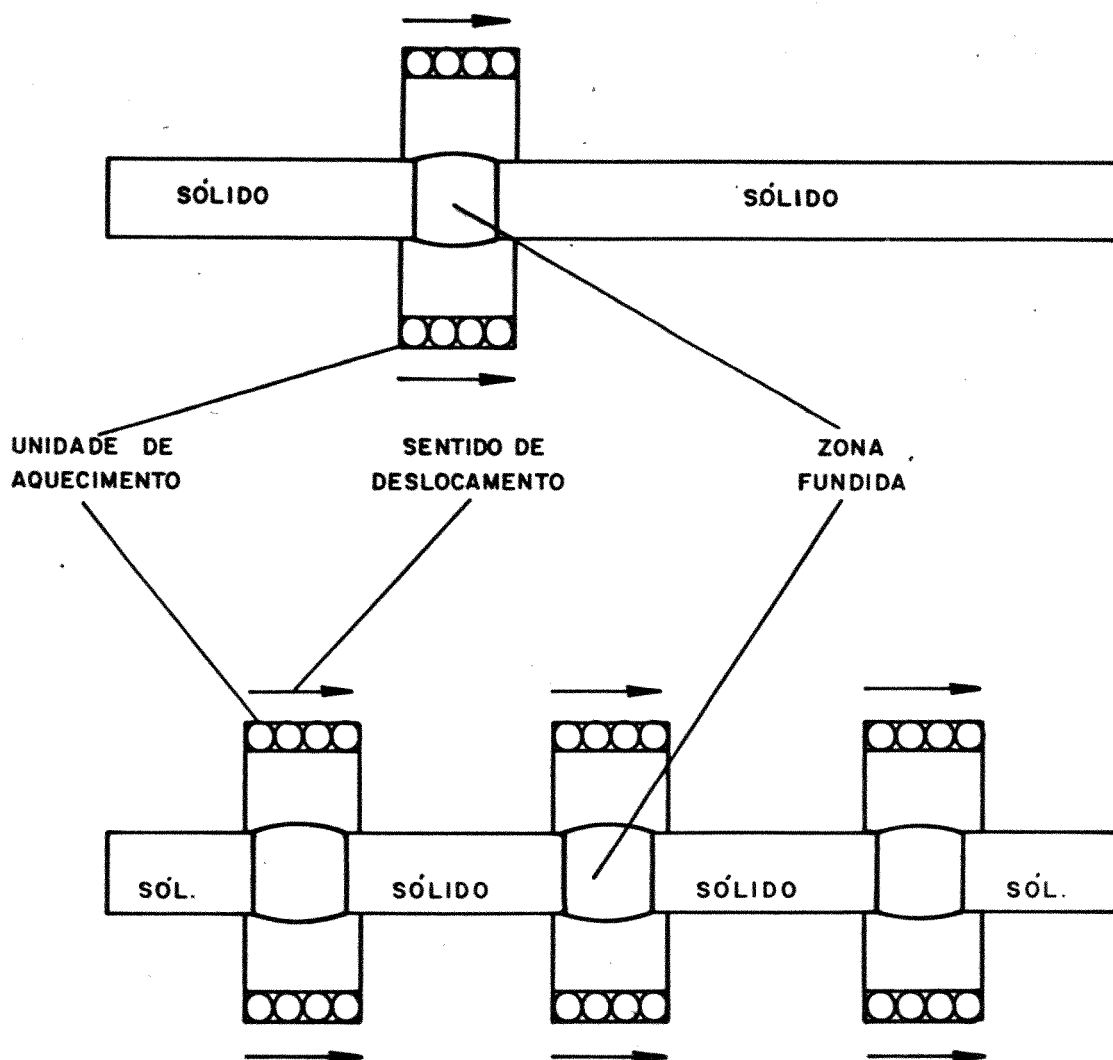 SÓLIDO
SÓLIDO
UNIDADE DE
AQUECIMENTO
SENTIDO DE
DESLOCAMENTO
ZONA
FUNDIDA
SÓL.
SÓLIDO
SÓLIDO
SÓL.